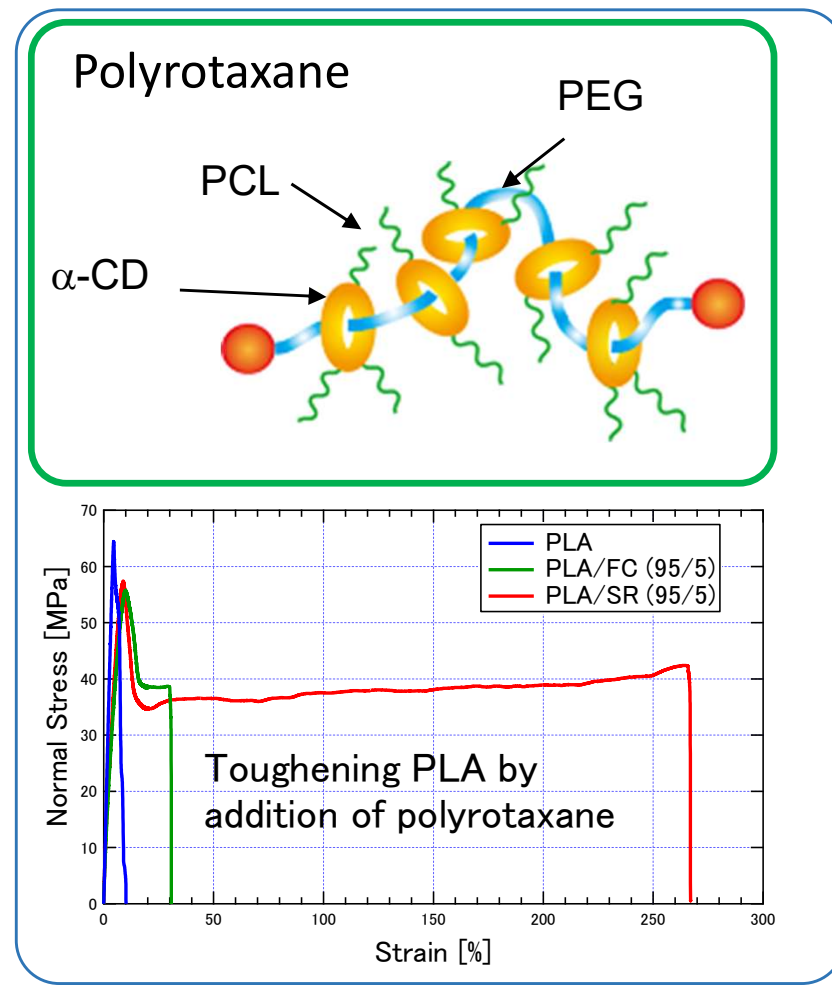 Polyrotaxane
PEG
PCL
α-CD
70
60
50
40
30
20
10
0
Normal Stress [MPa]
PLA
PLA/FC (95/5)
PLA/SR (95/5)
Toughening PLA by
addition of polyrotaxane
0
50
100
150
200
250
300
Strain [%]